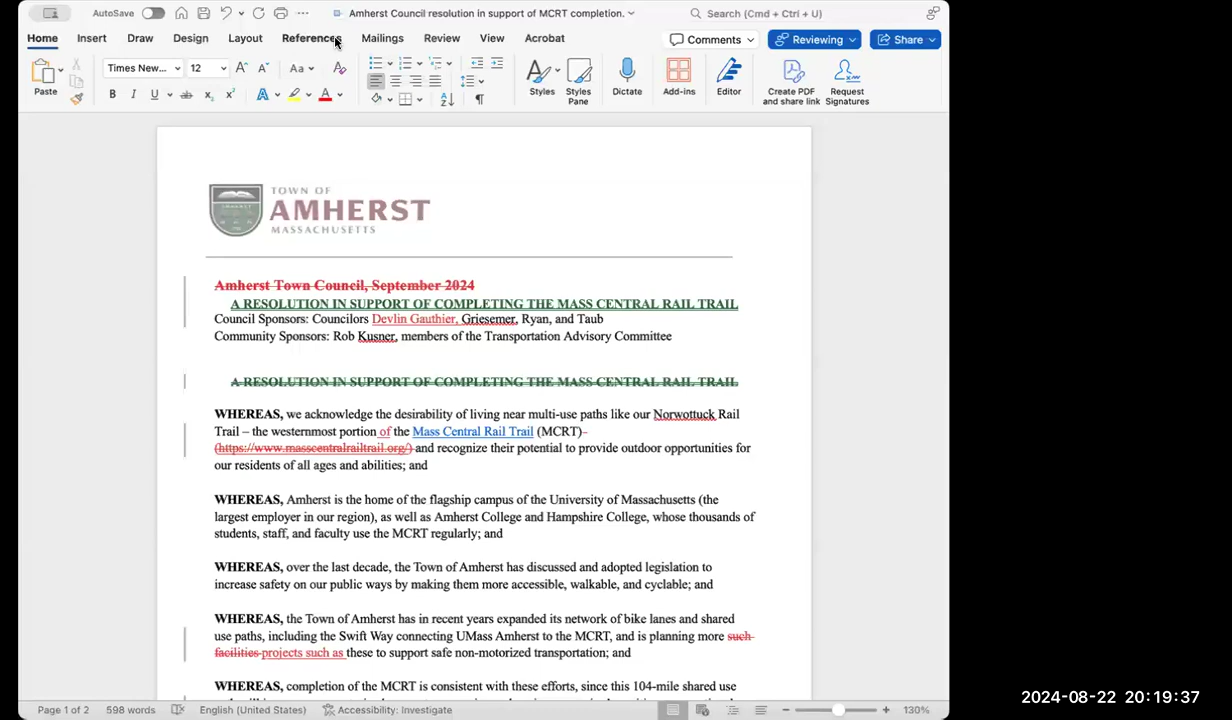 AutoSave
Amherst Council resolution in support of MCRT completion.
Search (Cmd + Ctrl + U)
Home Insert Draw Design Layout References Mailings Review View Acrobat
Comments Reviewing Share
Paste
Times New... 12
Aa
B I U ab x₂ x² A A
Styles
Styles Pane
Dictate
Add-ins
Editor
Create PDF and share link
Request Signatures
TOWN OF
AMHERST
MASSACHUSETTS
Amherst Town Council, September 2024
A RESOLUTION IN SUPPORT OF COMPLETING THE MASS CENTRAL RAIL TRAIL
Council Sponsors: Councilors Devlin Gauthier, Griesemer, Ryan, and Taub
Community Sponsors: Rob Kusner, members of the Transportation Advisory Committee
A RESOLUTION IN SUPPORT OF COMPLETING THE MASS CENTRAL RAIL TRAIL
WHEREAS, we acknowledge the desirability of living near multi-use paths like our Norwottuck Rail
Trail – the westernmost portion of the Mass Central Rail Trail (MCRT)
(https://www.masscentralrailtrail.org/) and recognize their potential to provide outdoor opportunities for
our residents of all ages and abilities; and
WHEREAS, Amherst is the home of the flagship campus of the University of Massachusetts (the
largest employer in our region), as well as Amherst College and Hampshire College, whose thousands of
students, staff, and faculty use the MCRT regularly; and
WHEREAS, over the last decade, the Town of Amherst has discussed and adopted legislation to
increase safety on our public ways by making them more accessible, walkable, and cyclable; and
WHEREAS, the Town of Amherst has in recent years expanded its network of bike lanes and shared
use paths, including the Swift Way connecting UMass Amherst to the MCRT, and is planning more such
facilities projects such as these to support safe non-motorized transportation; and
WHEREAS, completion of the MCRT is consistent with these efforts, since this 104-mile shared use
Page 1 of 2 598 words English (United States) Accessibility: Investigate 130%
2024-08-22 20:19:37